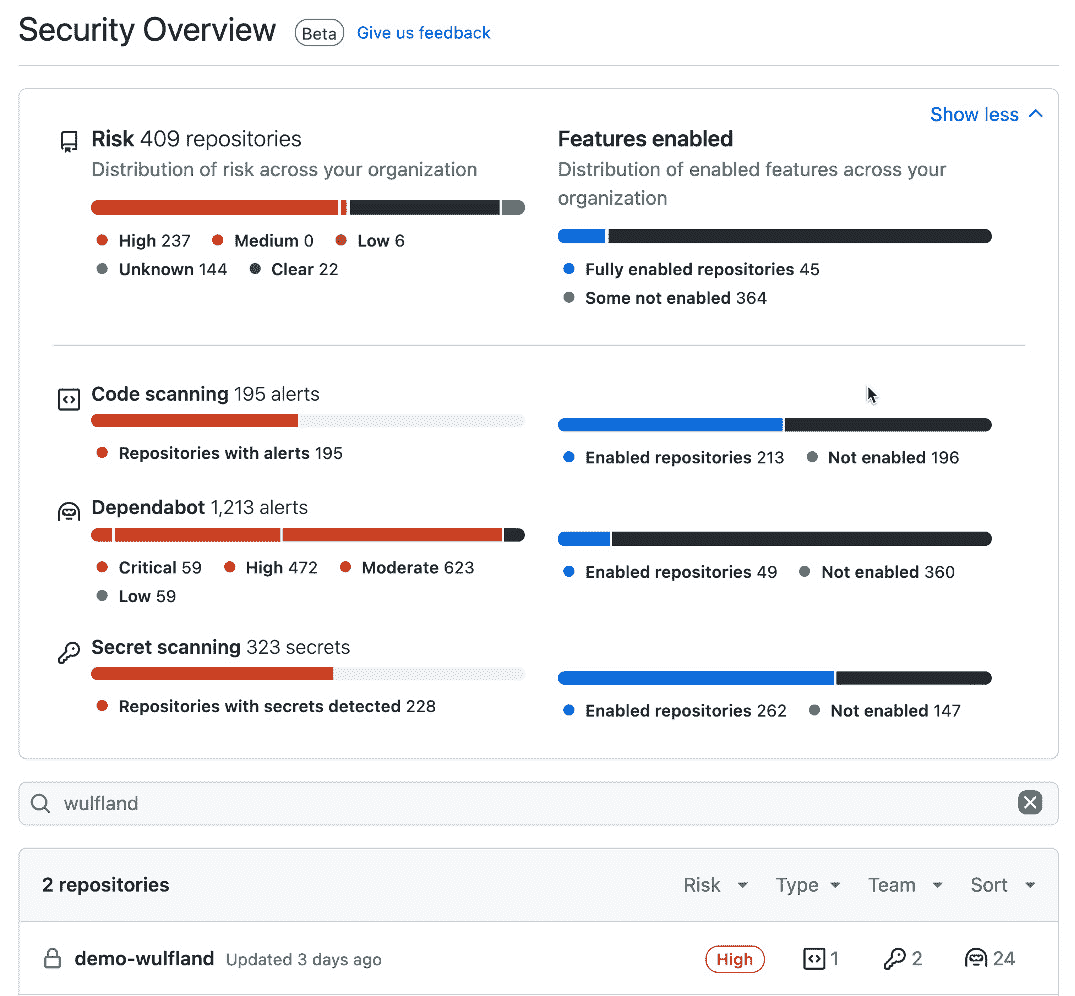 Security Overview Beta Give us feedback
Show less
Risk 409 repositories
Distribution of risk across your organization
High 237 Medium 0 Low 6
Unknown 144 Clear 22
Features enabled
Distribution of enabled features across your
organization
Fully enabled repositories 45
Some not enabled 364
Code scanning 195 alerts
Repositories with alerts 195
Enabled repositories 213 Not enabled 196
Dependabot 1,213 alerts
Critical 59 High 472 Moderate 623
Low 59
Enabled repositories 49 Not enabled 360
Secret scanning 323 secrets
Repositories with secrets detected 228
Enabled repositories 262 Not enabled 147
wulfland
2 repositories Risk Type Team Sort
demo-wulfland Updated 3 days ago High 1 2 24